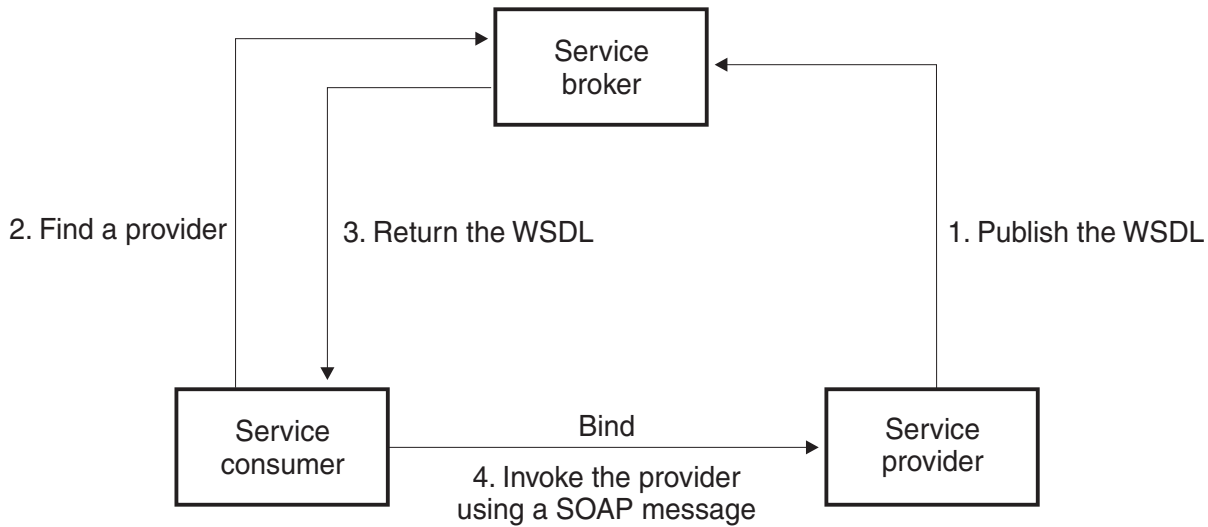 Service
broker
2. Find a provider
3. Return the WSDL
1. Publish the WSDL
Service
consumer
Bind
4. Invoke the provider
using a SOAP message
Service
provider